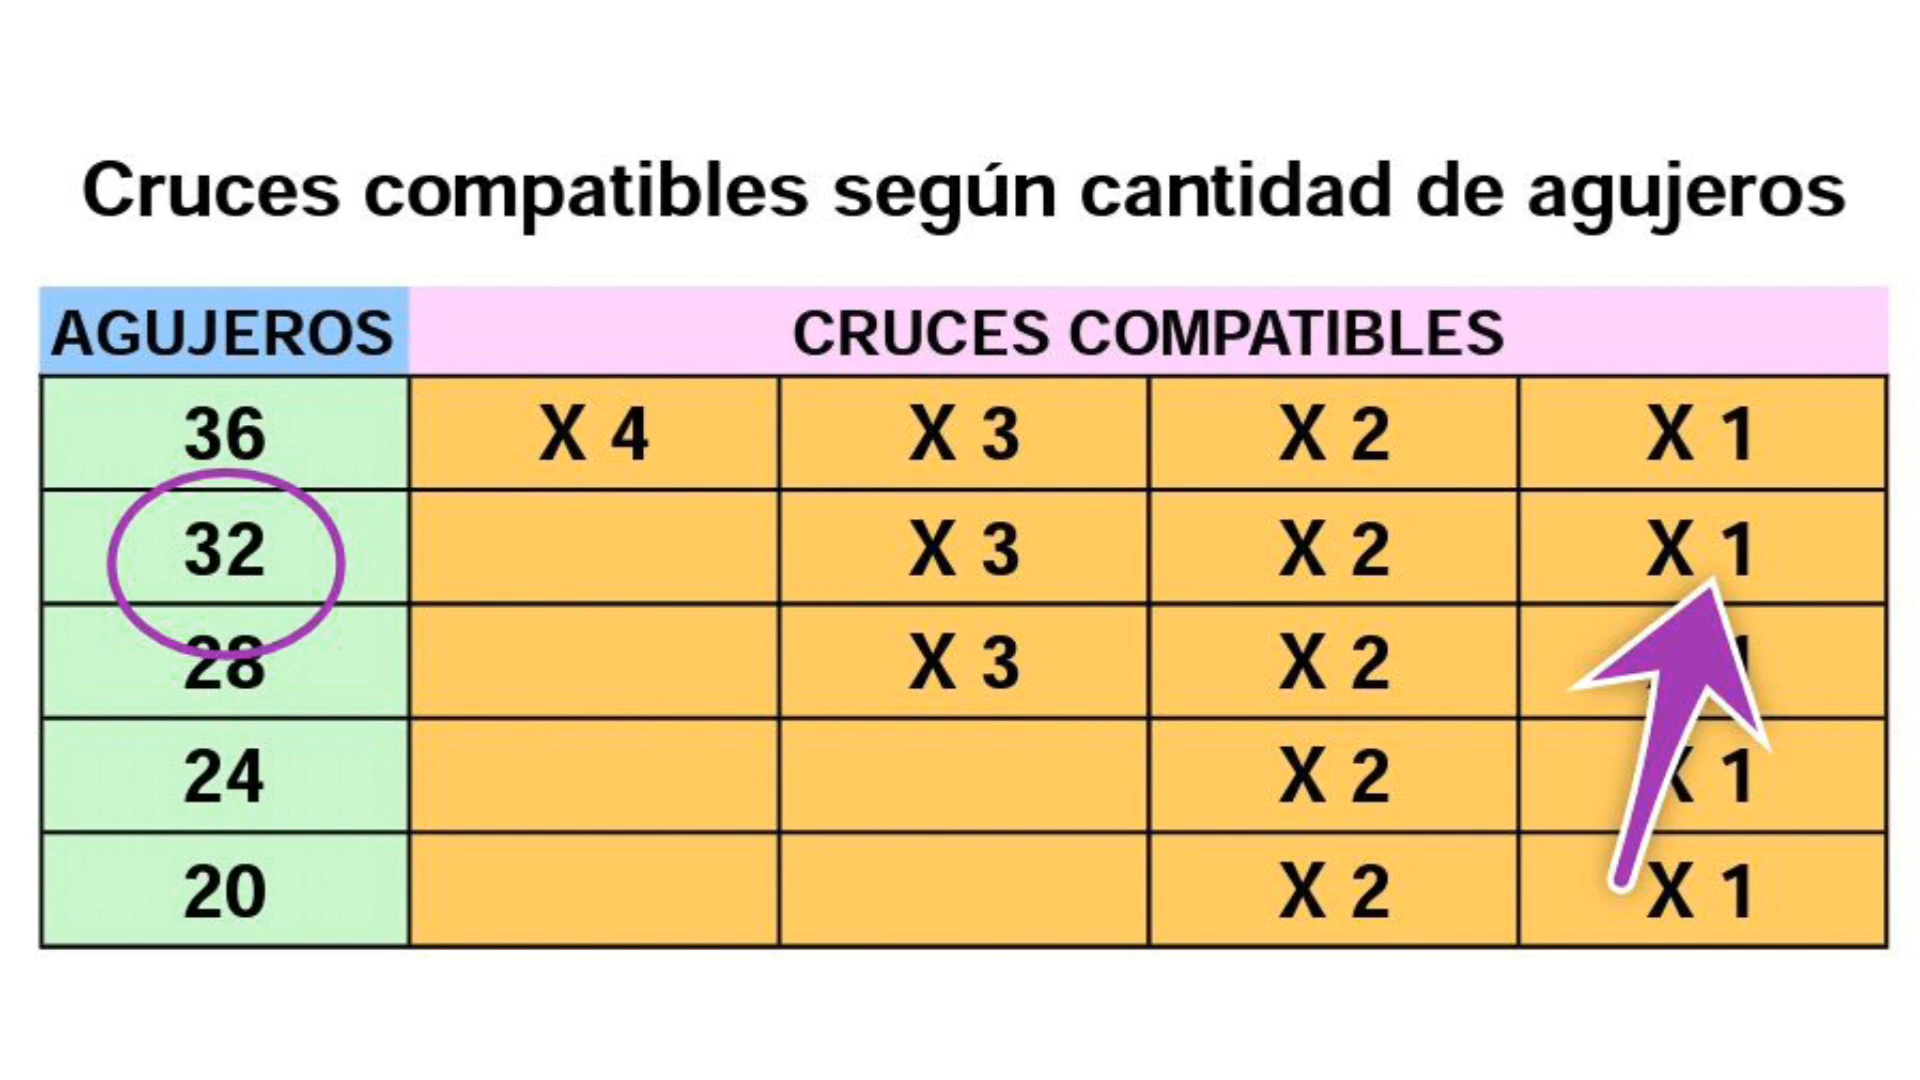 Cruces compatibles según cantidad de agujeros
AGUJEROS CRUCES COMPATIBLES
36 X 4 X 3 X 2 X 1
32 X 3 X 2 X 1
28 X 3 X 2
24 X 2 X 1
20 X 2 X 1